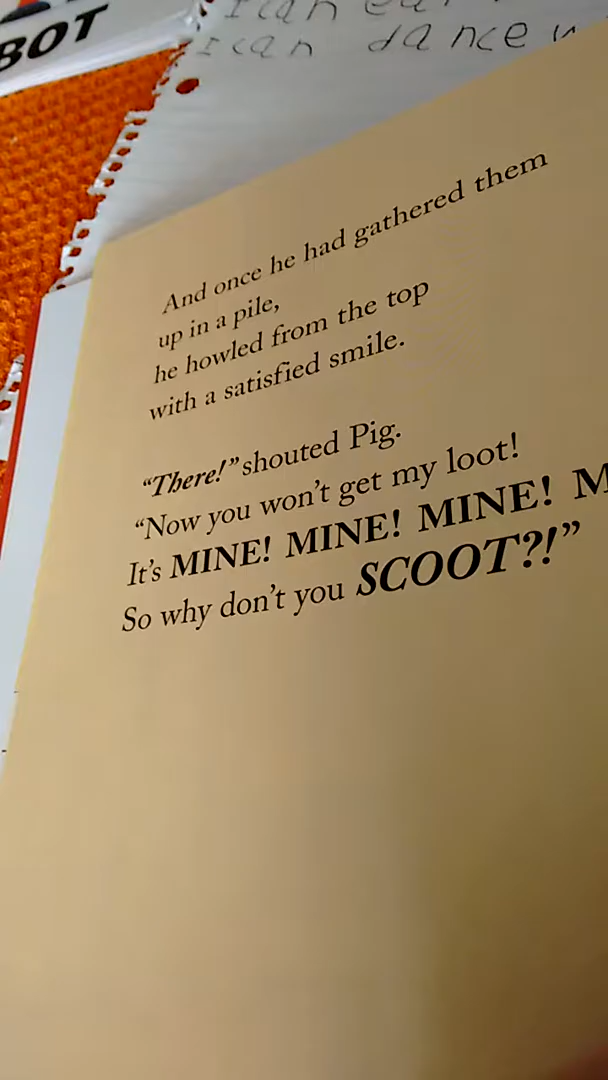 BOT
I can
I can dance
And once he had gathered them
up in a pile,
he howled from the top
with a satisfied smile.
“There!” shouted Pig.
“Now you won’t get my loot!
It’s MINE! MINE! MINE! M
So why don’t you SCOOT?!”